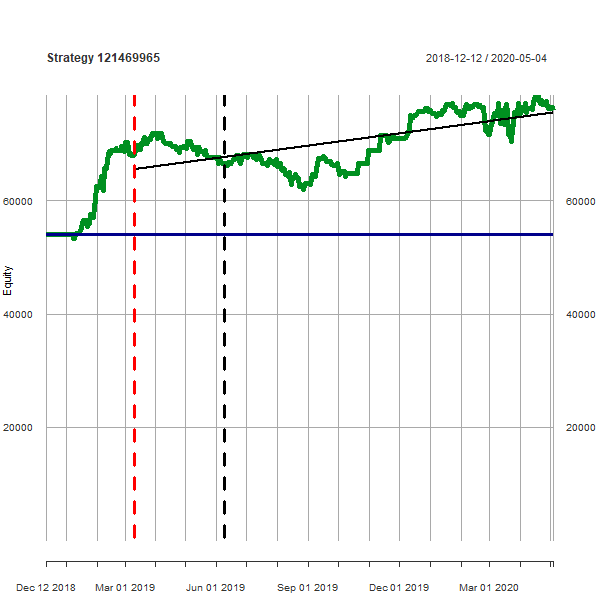 Strategy 121469965
2018-12-12 / 2020-05-04
60000
60000
Equity
40000
40000
20000
20000
Dec 12 2018
Mar 01 2019
Jun 01 2019
Sep 01 2019
Dec 01 2019
Mar 01 2020